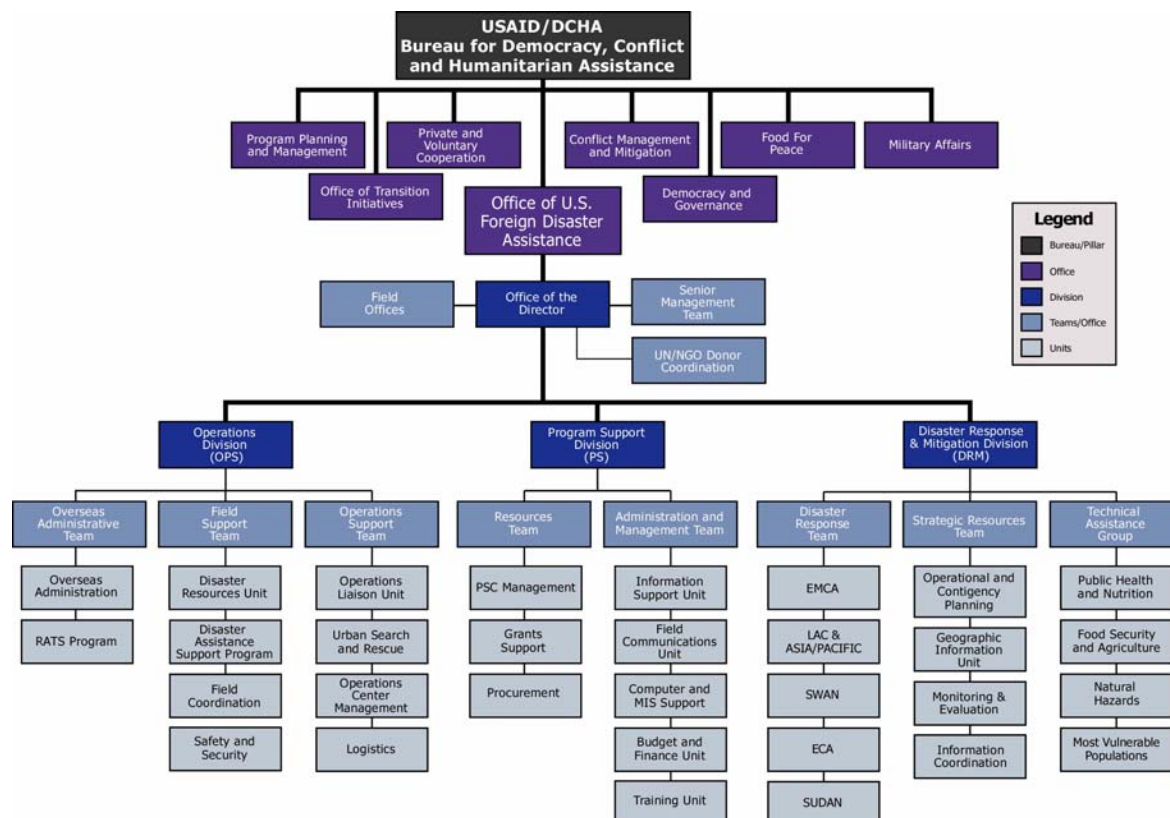 USAID/DCHA
Bureau for Democracy, Conflict
and Humanitarian Assistance
Program Planning
and Management
Private and
Voluntary
Cooperation
Conflict Management
and Mitigation
Food For
Peace
Military Affairs
Office of Transition
Initiatives
Office of U.S.
Foreign Disaster
Assistance
Democracy and
Governance
Legend
Bureau/Pillar
Office
Division
Teams/Office
Units
Field
Offices
Office of the
Director
Senior
Management
Team
UN/NGO Donor
Coordination
Operations
Division
(OPS)
Program Support
Division
(PS)
Disaster Response
& Mitigation Division
(DRM)
Overseas
Administrative
Team
Field
Support
Team
Operations
Support
Team
Resources
Team
Administration and
Management Team
Disaster
Response
Team
Strategic Resources
Team
Technical
Assistance
Group
Overseas
Administration
RATS Program
Disaster
Resources Unit
Disaster
Assistance
Support Program
Field
Coordination
Safety and
Security
Operations
Liaison Unit
Urban Search
and Rescue
Operations
Center
Management
Logistics
PSC Management
Grants
Support
Procurement
Information
Support Unit
Field
Communications
Unit
Computer and
MIS Support
Budget and
Finance Unit
Training Unit
EMCA
LAC &
ASIA/PACIFIC
SWAN
ECA
SUDAN
Operational and
Contigency
Planning
Geographic
Information
Unit
Monitoring &
Evaluation
Information
Coordination
Public Health
and Nutrition
Food Security
and Agriculture
Natural
Hazards
Most Vulnerable
Populations